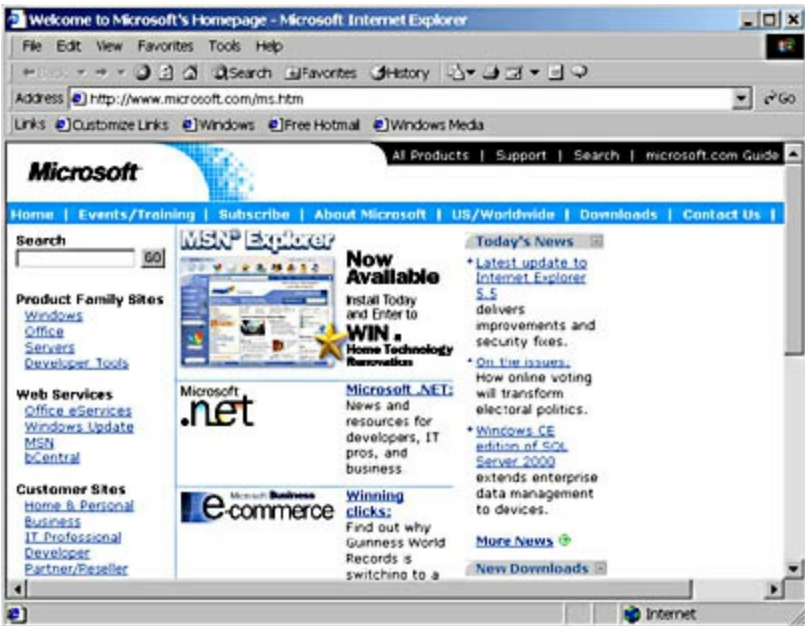 Welcome to Microsoft's Homepage - Microsoft Internet Explorer
File Edit View Favorites Tools Help
Back Search Favorites History
Address http://www.microsoft.com/ms.htm Go
Links Customize Links Windows Free Hotmail Windows Media
All Products | Support | Search | microsoft.com Guide
Microsoft
Home | Events/Training | Subscribe | About Microsoft | US/Worldwide | Downloads | Contact Us |
Search
GO
Product Family Sites
Windows
Office
Servers
Developer Tools
Web Services
Office eServices
Windows Update
MSN
bCentral
Customer Sites
Home & Personal
Business
IT Professional
Developer
Partner/Reseller
MSN Explorer
Now
Available
Install Today
and Enter to
WIN.
Home Technology
Renovation
Microsoft
.net
Microsoft .NET:
News and
resources for
developers, IT
pros, and
business
Microsoft Business
e-commerce
Winning
clicks:
Find out why
Guinness World
Records is
switching to a
Today's News
Latest update to
Internet Explorer
5.5
delivers
improvements and
security fixes.
On the issues:
How online voting
will transform
electoral politics.
Windows CE
edition of SQL
Server 2000
extends enterprise
data management
to devices.
More News
New Downloads
Internet